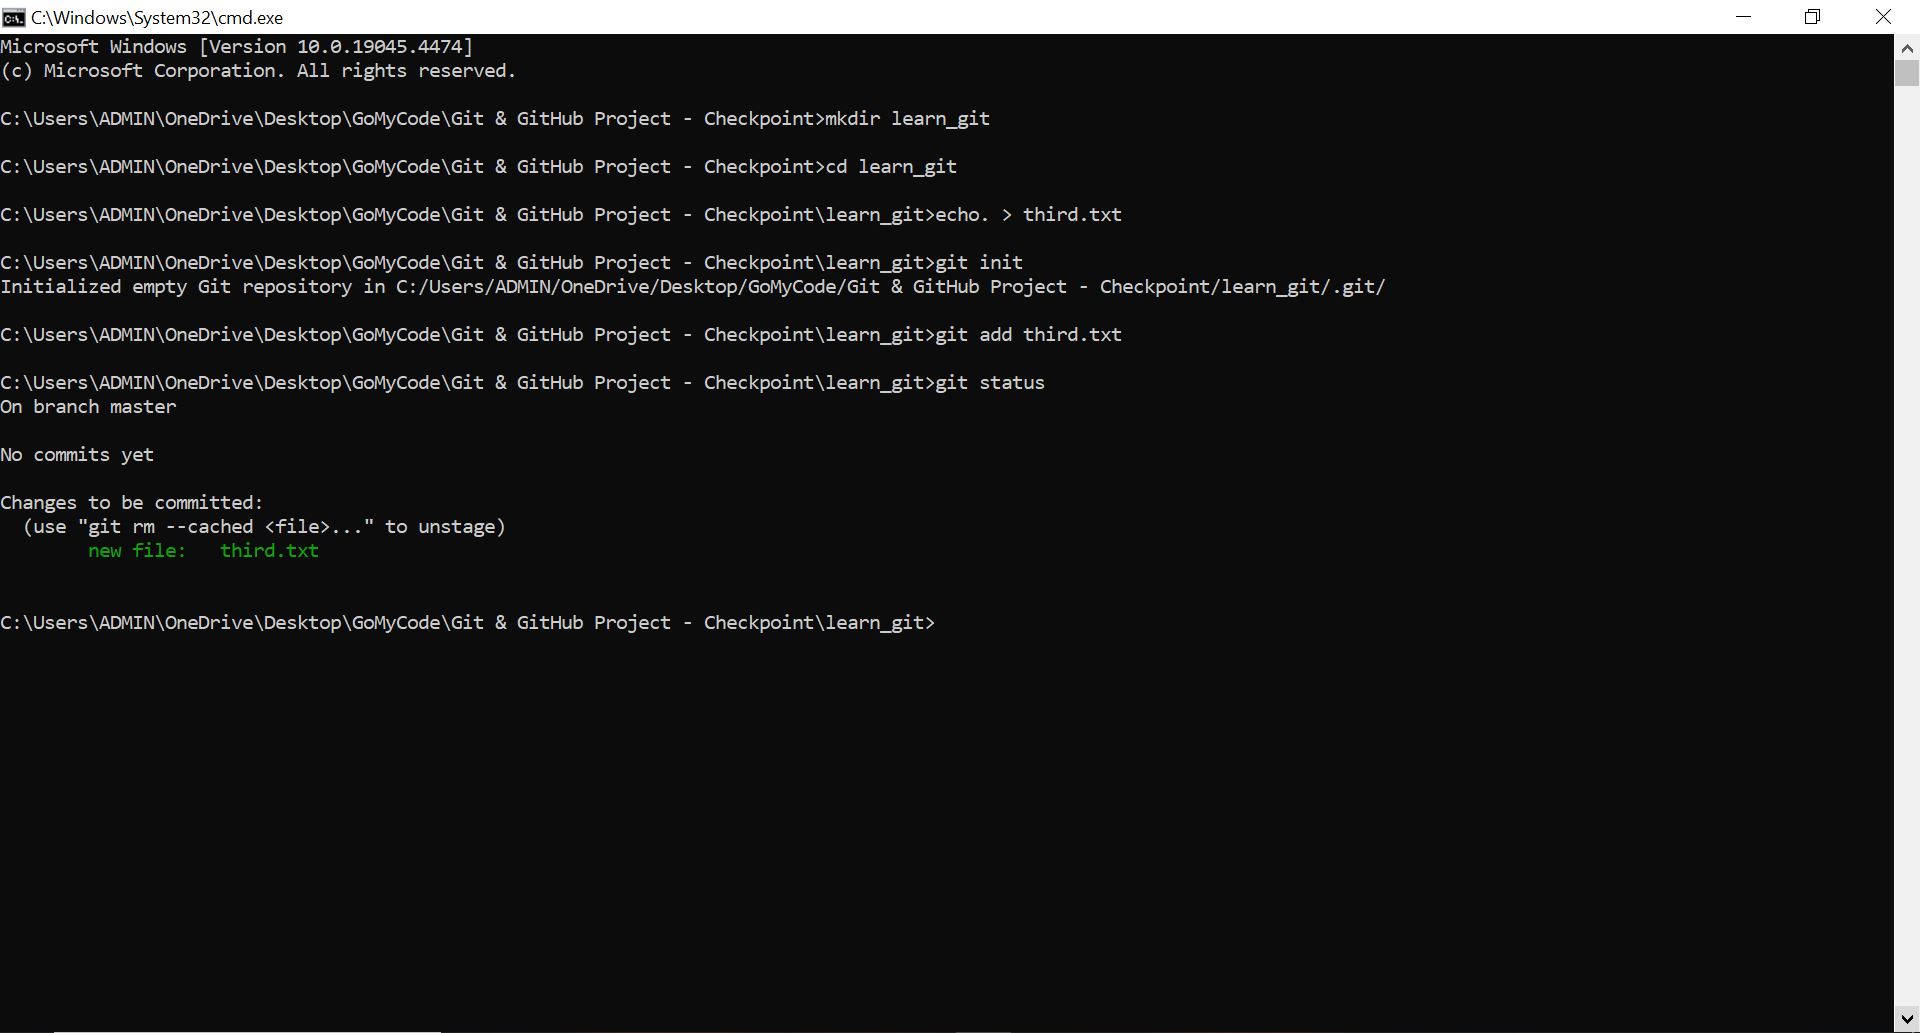 C:\Windows\System32\cmd.exe
Microsoft Windows [Version 10.0.19045.4474]
(c) Microsoft Corporation. All rights reserved.
C:\Users\ADMIN\OneDrive\Desktop\GoMyCode\Git & GitHub Project - Checkpoint>mkdir learn_git
C:\Users\ADMIN\OneDrive\Desktop\GoMyCode\Git & GitHub Project - Checkpoint>cd learn_git
C:\Users\ADMIN\OneDrive\Desktop\GoMyCode\Git & GitHub Project - Checkpoint\learn_git>echo. > third.txt
C:\Users\ADMIN\OneDrive\Desktop\GoMyCode\Git & GitHub Project - Checkpoint\learn_git>git init
Initialized empty Git repository in C:/Users/ADMIN/OneDrive/Desktop/GoMyCode/Git & GitHub Project - Checkpoint/learn_git/.git/
C:\Users\ADMIN\OneDrive\Desktop\GoMyCode\Git & GitHub Project - Checkpoint\learn_git>git add third.txt
C:\Users\ADMIN\OneDrive\Desktop\GoMyCode\Git & GitHub Project - Checkpoint\learn_git>git status
On branch master
No commits yet
Changes to be committed:
  (use "git rm --cached <file>..." to unstage)
        new file:   third.txt
C:\Users\ADMIN\OneDrive\Desktop\GoMyCode\Git & GitHub Project - Checkpoint\learn_git>